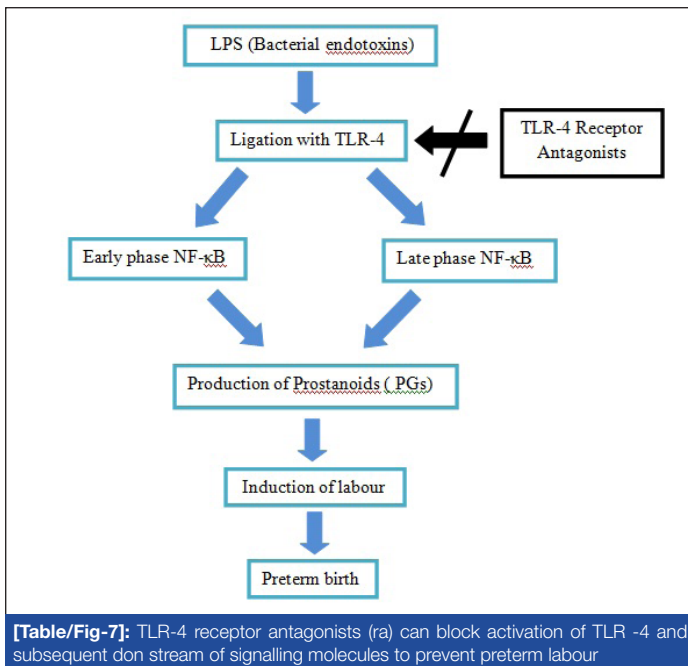 LPS (Bacterial endotoxins)
Ligation with TLR-4
TLR-4 Receptor
Antagonists
Early phase NF-κB
Late phase NF-κB
Production of Prostanoids ( PGs)
Induction of labour
Preterm birth
[Table/Fig-7]: TLR-4 receptor antagonists (ra) can block activation of TLR -4 and
subsequent don stream of signalling molecules to prevent preterm labour